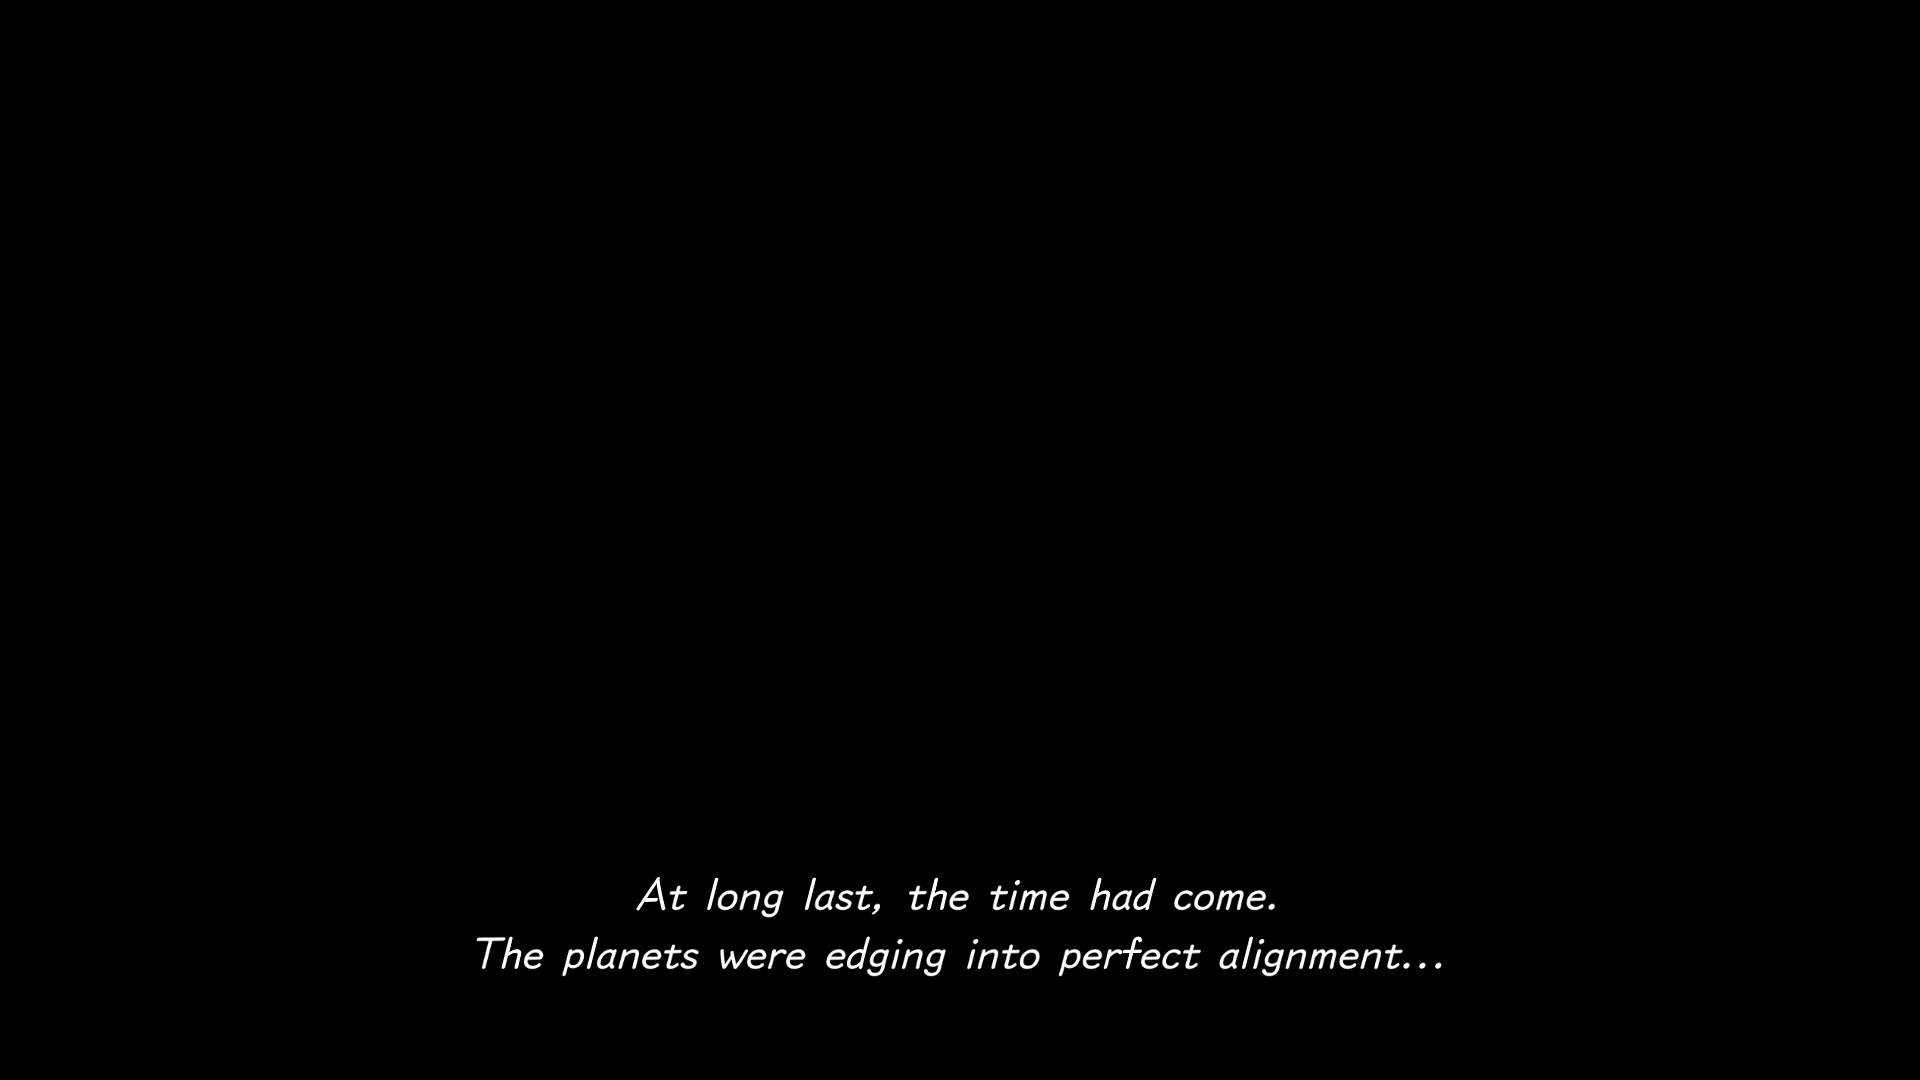 At long last, the time had come.
The planets were edging into perfect alignment...